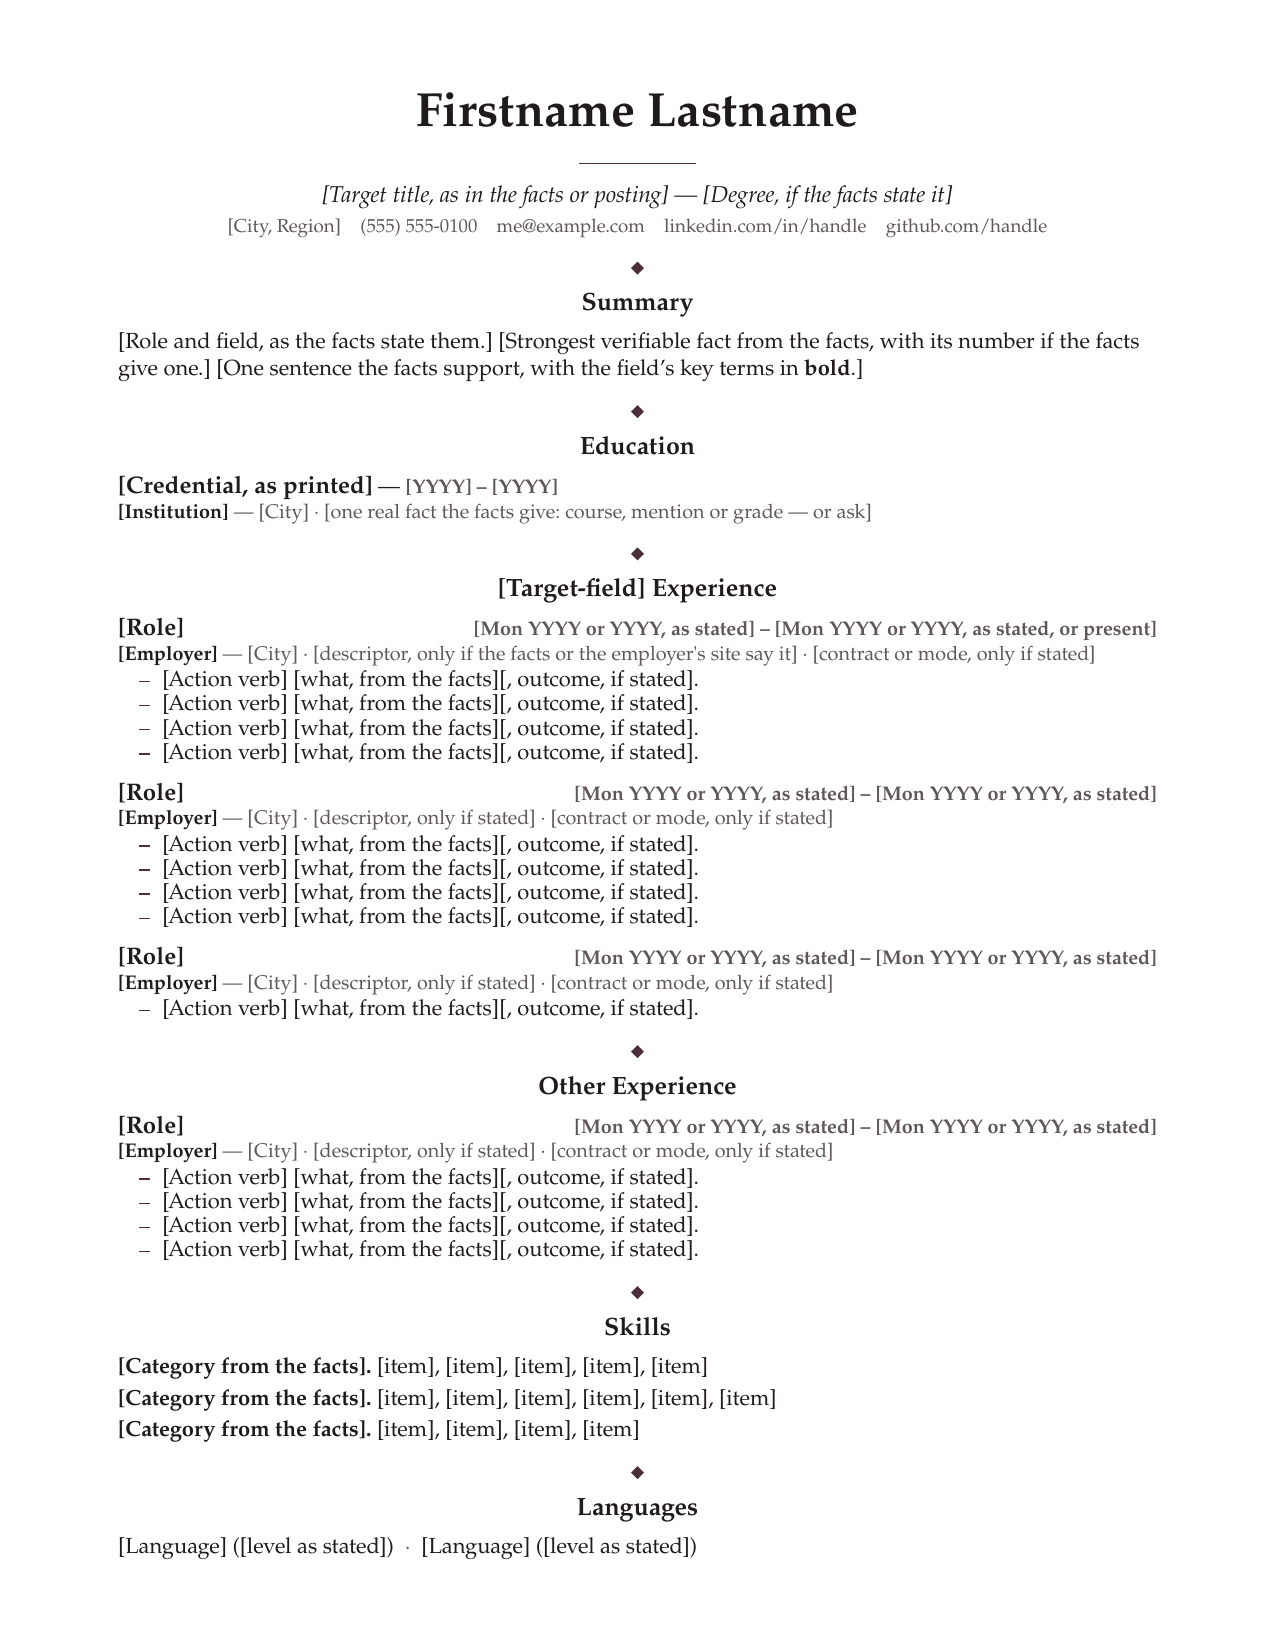 Firstname Lastname
[Target title, as in the facts or posting] — [Degree, if the facts state it]
[City, Region] (555) 555-0100 me@example.com linkedin.com/in/handle github.com/handle
◆
Summary
[Role and field, as the facts state them.] [Strongest verifiable fact from the facts, with its number if the facts
give one.] [One sentence the facts support, with the field’s key terms in bold.]
◆
Education
[Credential, as printed] — [YYYY] – [YYYY]
[Institution] — [City] · [one real fact the facts give: course, mention or grade — or ask]
◆
[Target-field] Experience
[Role] [Mon YYYY or YYYY, as stated] – [Mon YYYY or YYYY, as stated, or present]
[Employer] — [City] · [descriptor, only if the facts or the employer's site say it] · [contract or mode, only if stated]
– [Action verb] [what, from the facts][, outcome, if stated].
– [Action verb] [what, from the facts][, outcome, if stated].
– [Action verb] [what, from the facts][, outcome, if stated].
– [Action verb] [what, from the facts][, outcome, if stated].
[Role] [Mon YYYY or YYYY, as stated] – [Mon YYYY or YYYY, as stated]
[Employer] — [City] · [descriptor, only if stated] · [contract or mode, only if stated]
– [Action verb] [what, from the facts][, outcome, if stated].
– [Action verb] [what, from the facts][, outcome, if stated].
– [Action verb] [what, from the facts][, outcome, if stated].
– [Action verb] [what, from the facts][, outcome, if stated].
[Role] [Mon YYYY or YYYY, as stated] – [Mon YYYY or YYYY, as stated]
[Employer] — [City] · [descriptor, only if stated] · [contract or mode, only if stated]
– [Action verb] [what, from the facts][, outcome, if stated].
◆
Other Experience
[Role] [Mon YYYY or YYYY, as stated] – [Mon YYYY or YYYY, as stated]
[Employer] — [City] · [descriptor, only if stated] · [contract or mode, only if stated]
– [Action verb] [what, from the facts][, outcome, if stated].
– [Action verb] [what, from the facts][, outcome, if stated].
– [Action verb] [what, from the facts][, outcome, if stated].
– [Action verb] [what, from the facts][, outcome, if stated].
◆
Skills
[Category from the facts]. [item], [item], [item], [item], [item]
[Category from the facts]. [item], [item], [item], [item], [item], [item]
[Category from the facts]. [item], [item], [item], [item]
◆
Languages
[Language] ([level as stated]) · [Language] ([level as stated])